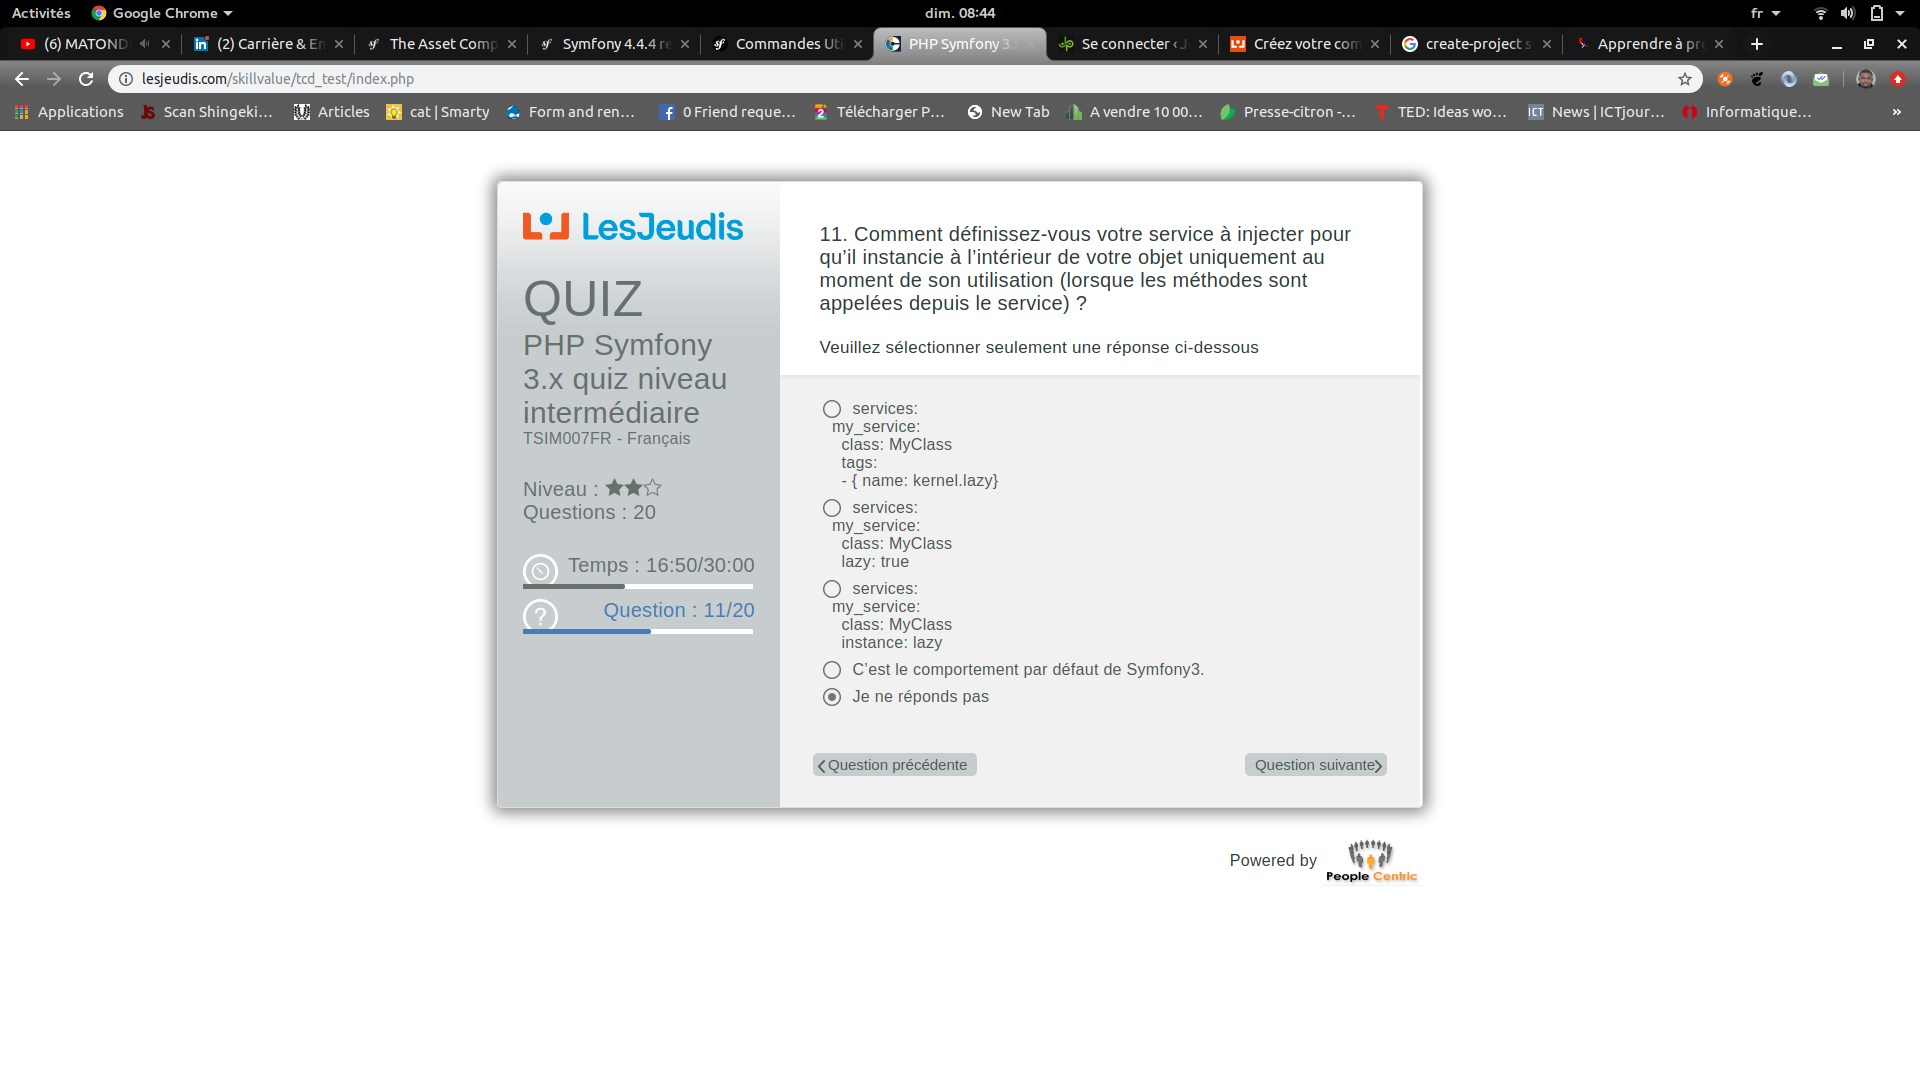 Activités Google Chrome dim. 08:44 fr
(6) MATOND (2) Carrière & En The Asset Comp Symfony 4.4.4 re Commandes Uti PHP Symfony 3. Se connecter ‹ J Créez votre com create-project s Apprendre à pro
lesjeudis.com/skillvalue/tcd_test/index.php
Applications Scan Shingeki... Articles cat | Smarty Form and ren... 0 Friend reque... Télécharger P... New Tab A vendre 10 00... Presse-citron -... TED: Ideas wo... News | ICTjour... Informatique... »
LesJeudis
QUIZ
PHP Symfony
3.x quiz niveau
intermédiaire
TSIM007FR - Français
Niveau : ★★☆
Questions : 20
Temps : 16:50/30:00
? Question : 11/20
11. Comment définissez-vous votre service à injecter pour
qu’il instancie à l’intérieur de votre objet uniquement au
moment de son utilisation (lorsque les méthodes sont
appelées depuis le service) ?
Veuillez sélectionner seulement une réponse ci-dessous
services:
my_service:
class: MyClass
tags:
- { name: kernel.lazy}
services:
my_service:
class: MyClass
lazy: true
services:
my_service:
class: MyClass
instance: lazy
C’est le comportement par défaut de Symfony3.
Je ne réponds pas
Question précédente Question suivante
Powered by People Centric